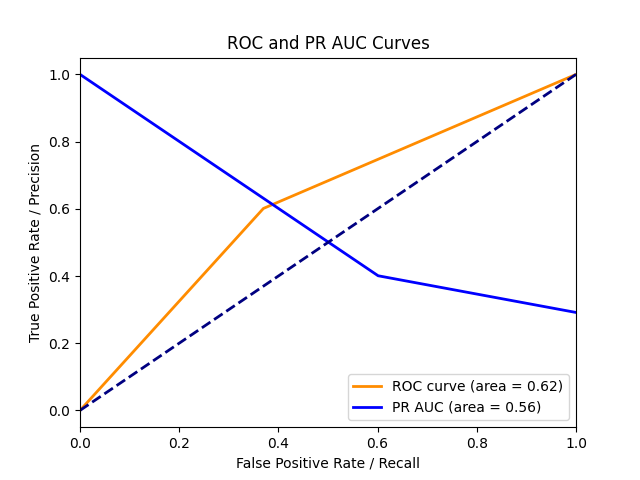 ROC and PR AUC Curves
True Positive Rate / Precision
1.0
0.8
0.6
0.4
0.2
0.0
0.0 0.2 0.4 0.6 0.8 1.0
False Positive Rate / Recall
ROC curve (area = 0.62)
PR AUC (area = 0.56)